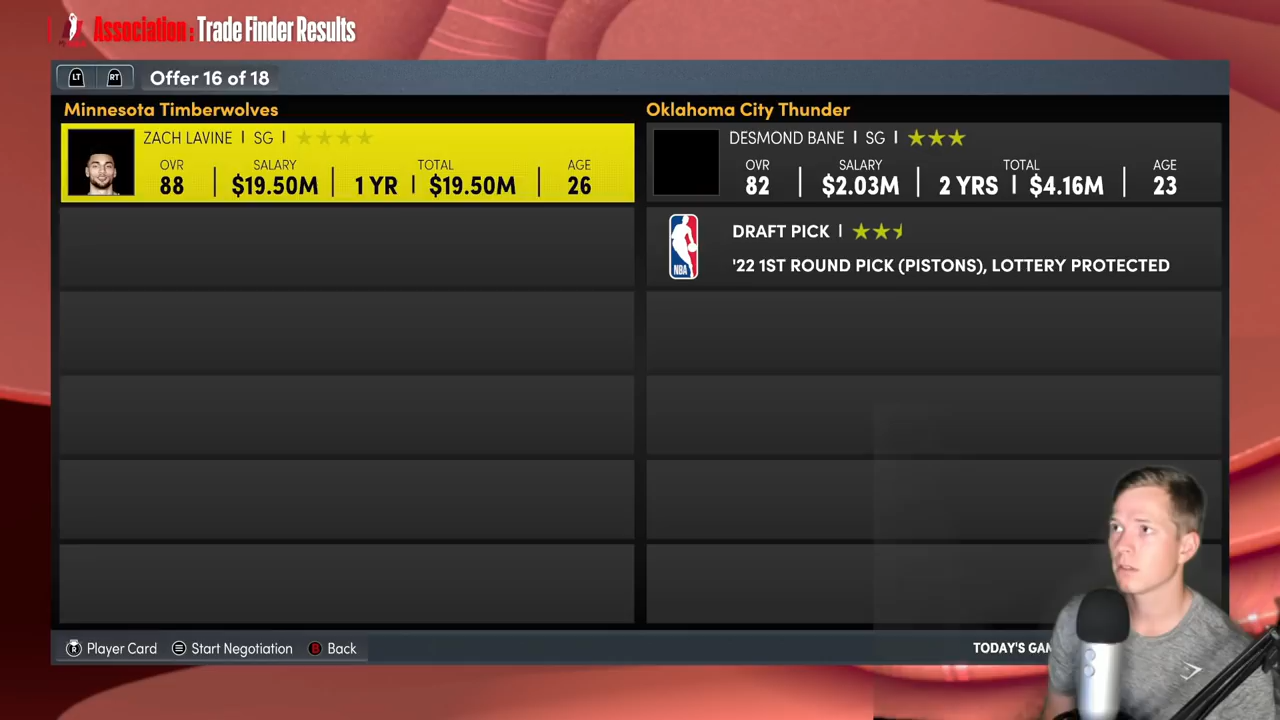 Association: Trade Finder Results
LT RT Offer 16 of 18
Minnesota Timberwolves
ZACH LAVINE | SG |
OVR SALARY TOTAL AGE
88 | $19.50M | 1 YR | $19.50M | 26
Oklahoma City Thunder
DESMOND BANE | SG |
OVR SALARY TOTAL AGE
82 | $2.03M | 2 YRS | $4.16M | 23
NBA
DRAFT PICK |
'22 1ST ROUND PICK (PISTONS), LOTTERY PROTECTED
R Player Card Start Negotiation B Back
TODAY'S